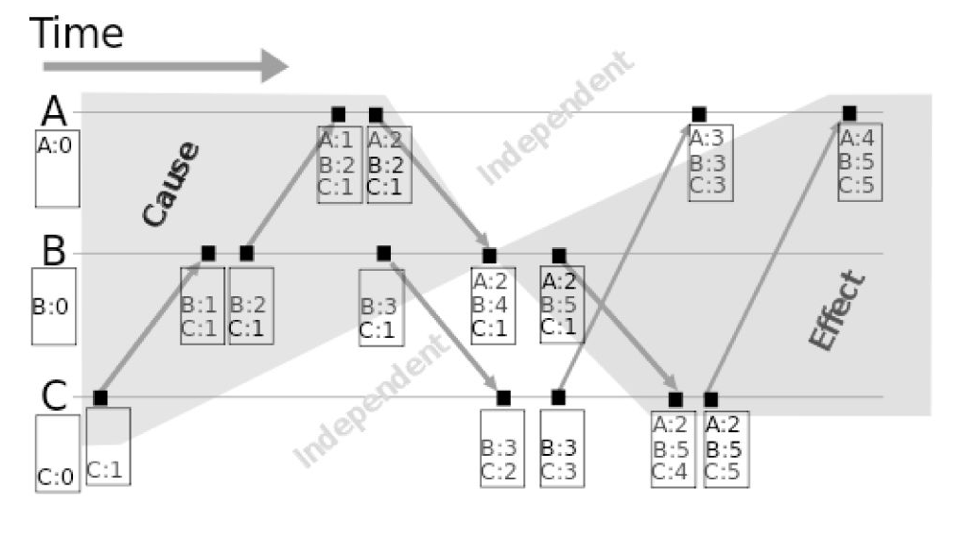 Time
Independent
A
A:0
A:1
B:2
C:1
A:2
B:2
C:1
A:3
B:3
C:3
A:4
B:5
C:5
Cause
B
B:0
B:1
C:1
B:2
C:1
B:3
C:1
A:2
B:4
C:1
A:2
B:5
C:1
Effect
Independent
C
C:0
C:1
B:3
C:2
B:3
C:3
A:2
B:5
C:4
A:2
B:5
C:5